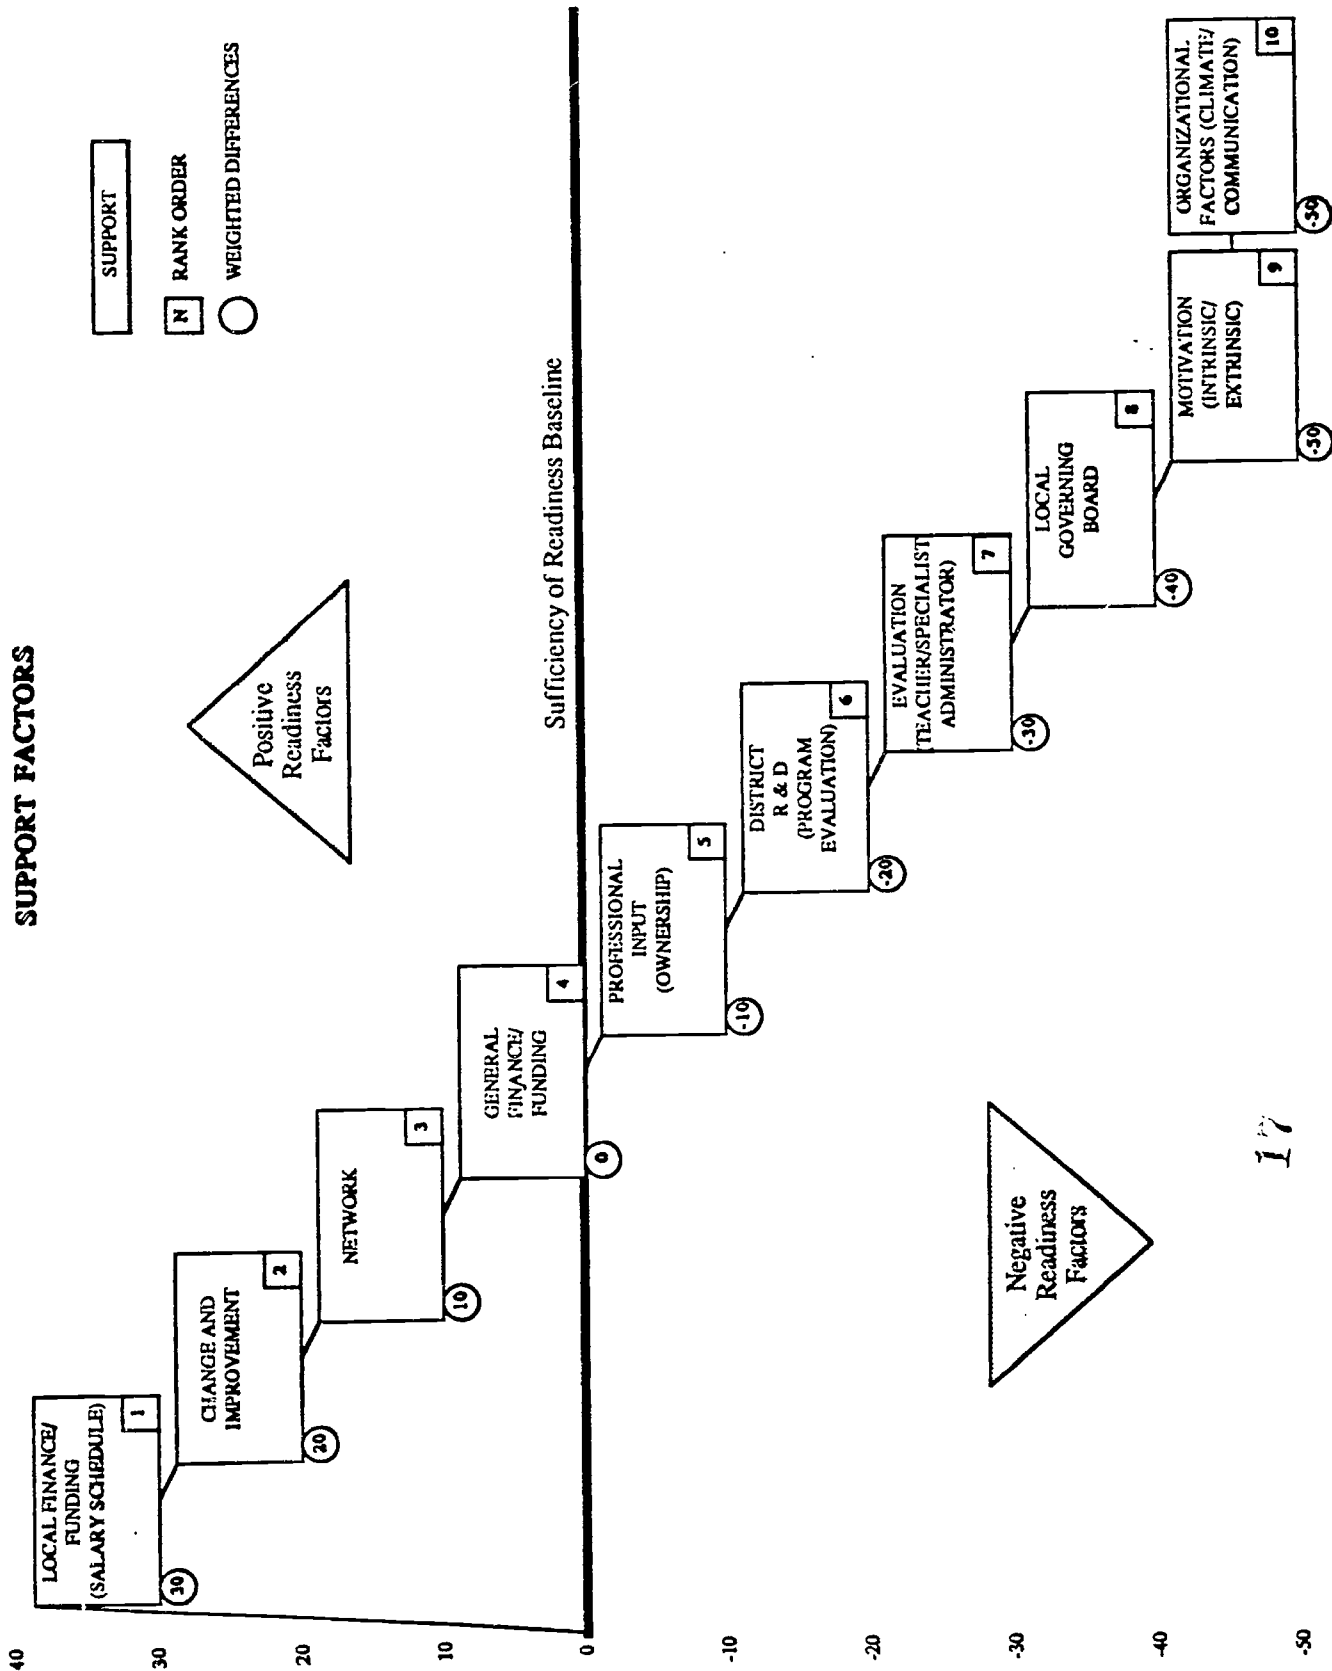 SUPPORT FACTORS
SUPPORT
N RANK ORDER
WEIGHTED DIFFERENCES
Positive
Readiness
Factors
Sufficiency of Readiness Baseline
40
30
20
10
0
-10
-20
-30
-40
-50
LOCAL FINANCE/
FUNDING
(SALARY SCHEDULE)
1
30
CHANGE AND
IMPROVEMENT
2
20
NETWORK
3
10
GENERAL
FINANCE/
FUNDING
4
0
PROFESSIONAL
INPUT
(OWNERSHIP)
5
-10
DISTRICT
R & D
(PROGRAM
EVALUATION)
6
-20
EVALUATION
(TEACHER/SPECIALIST
ADMINISTRATOR)
7
-30
LOCAL
GOVERNING
BOARD
8
-40
MOTIVATION
(INTRINSIC/
EXTRINSIC)
9
-50
ORGANIZATIONAL
FACTORS (CLIMATE/
COMMUNICATION)
10
-50
Negative
Readiness
Factors
17